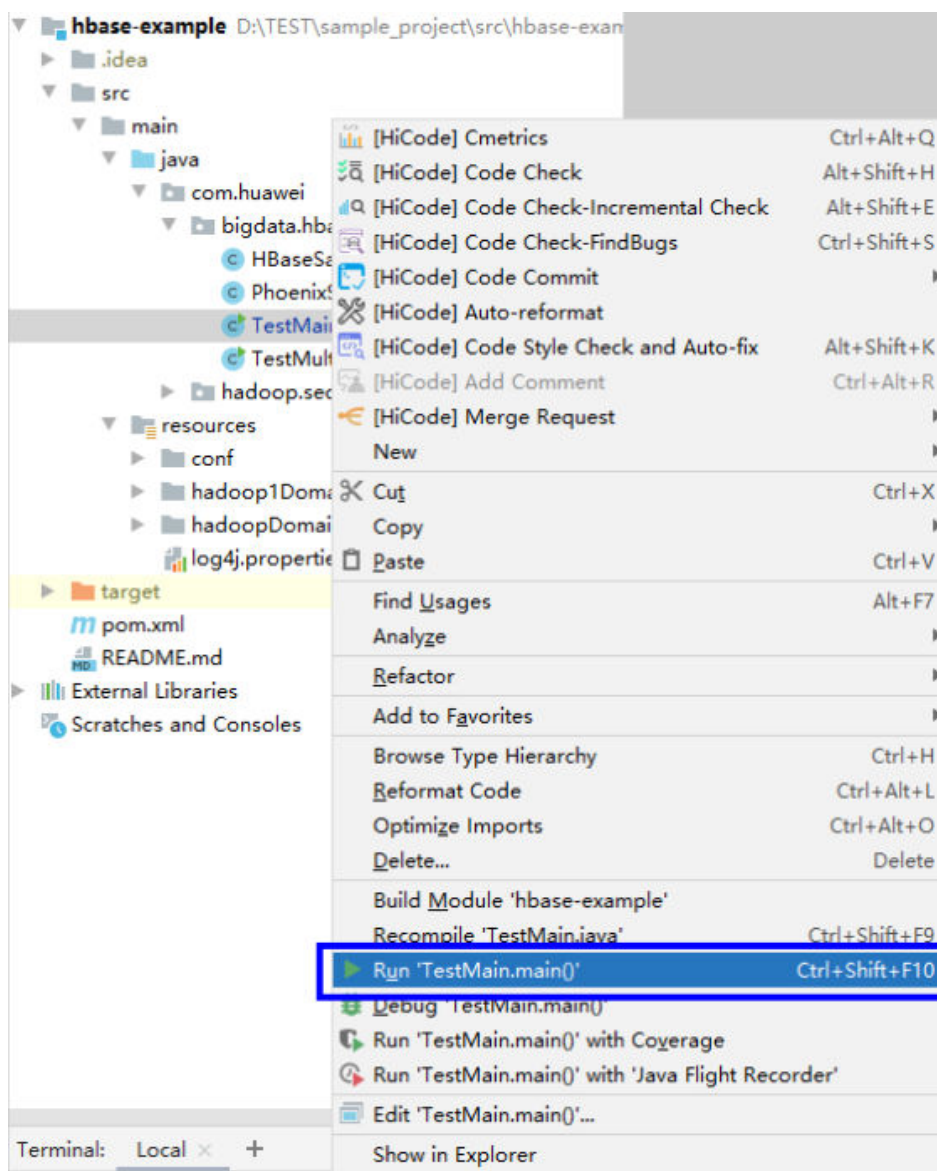 hbase-example D:\TEST\sample_project\src\hbase-exam
.idea
src
main
java
com.huawei
bigdata.hba
HBaseSa
PhoenixS
TestMai
TestMult
hadoop.sec
resources
conf
hadoop1Doma
hadoopDomai
log4j.propertie
target
pom.xml
README.md
External Libraries
Scratches and Consoles
[HiCode] Cmetrics Ctrl+Alt+Q
[HiCode] Code Check Alt+Shift+H
[HiCode] Code Check-Incremental Check Alt+Shift+E
[HiCode] Code Check-FindBugs Ctrl+Shift+S
[HiCode] Code Commit
[HiCode] Auto-reformat
[HiCode] Code Style Check and Auto-fix Alt+Shift+K
[HiCode] Add Comment Ctrl+Alt+R
[HiCode] Merge Request
New
Cut Ctrl+X
Copy
Paste Ctrl+V
Find Usages Alt+F7
Analyze
Refactor
Add to Favorites
Browse Type Hierarchy Ctrl+H
Reformat Code Ctrl+Alt+L
Optimize Imports Ctrl+Alt+O
Delete... Delete
Build Module 'hbase-example'
Recompile 'TestMain.java' Ctrl+Shift+F9
Run 'TestMain.main()' Ctrl+Shift+F10
Debug 'TestMain.main()'
Run 'TestMain.main()' with Coverage
Run 'TestMain.main()' with 'Java Flight Recorder'
Edit 'TestMain.main()'...
Show in Explorer
Terminal: Local × +